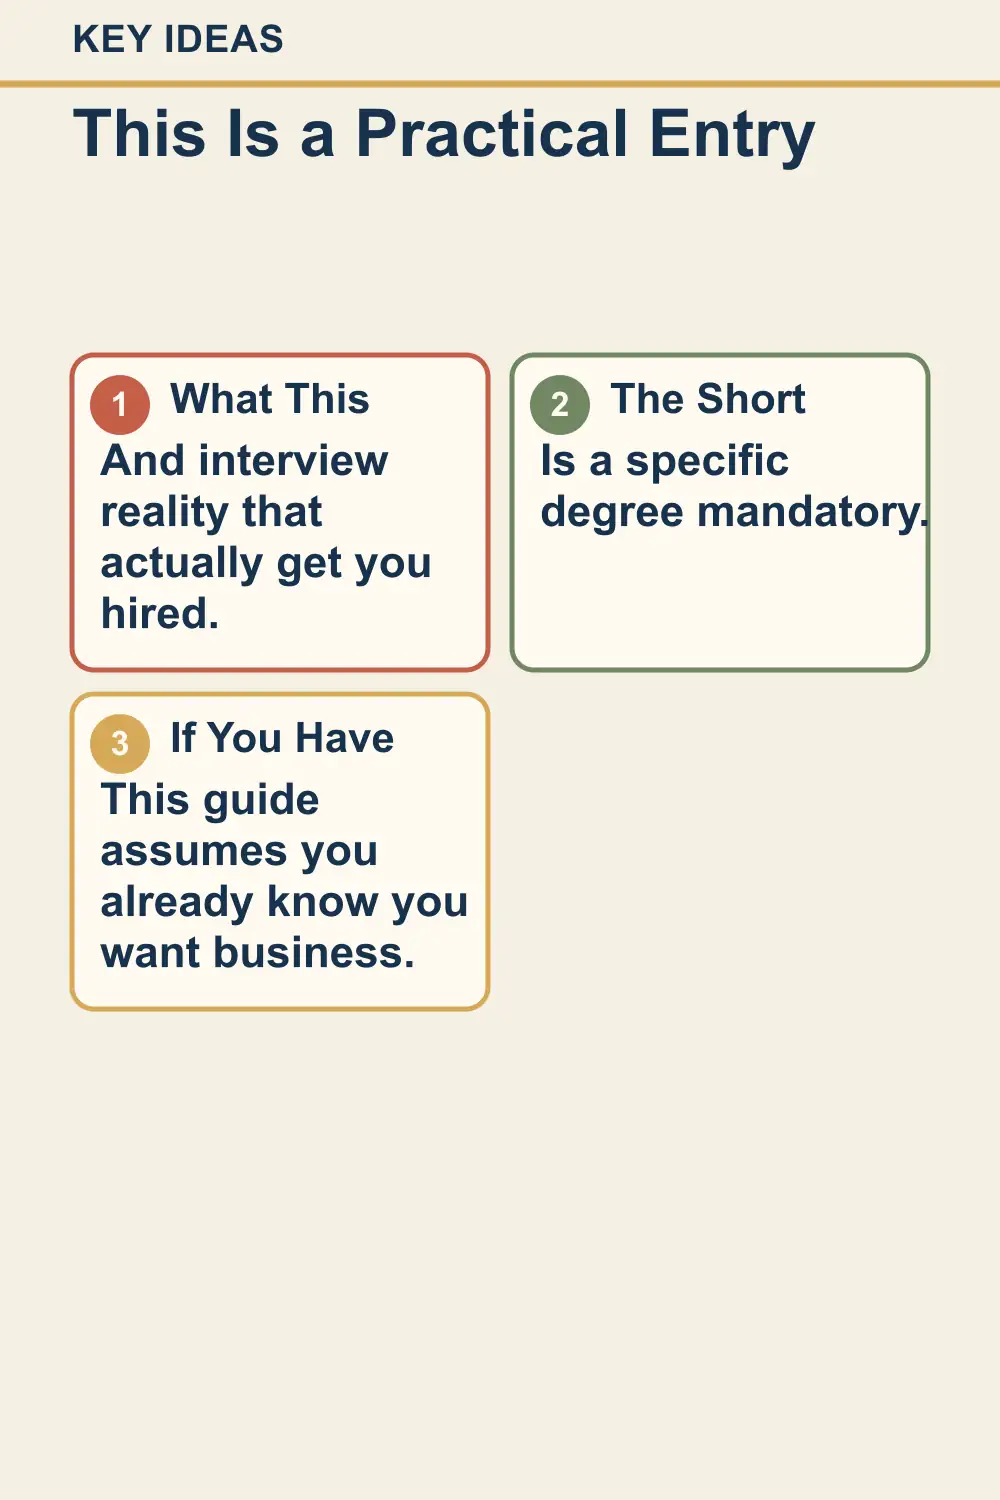 KEY IDEAS
This Is a Practical Entry
1 What This
And interview
reality that
actually get you
hired.
2 The Short
Is a specific
degree mandatory.
3 If You Have
This guide
assumes you
already know you
want business.